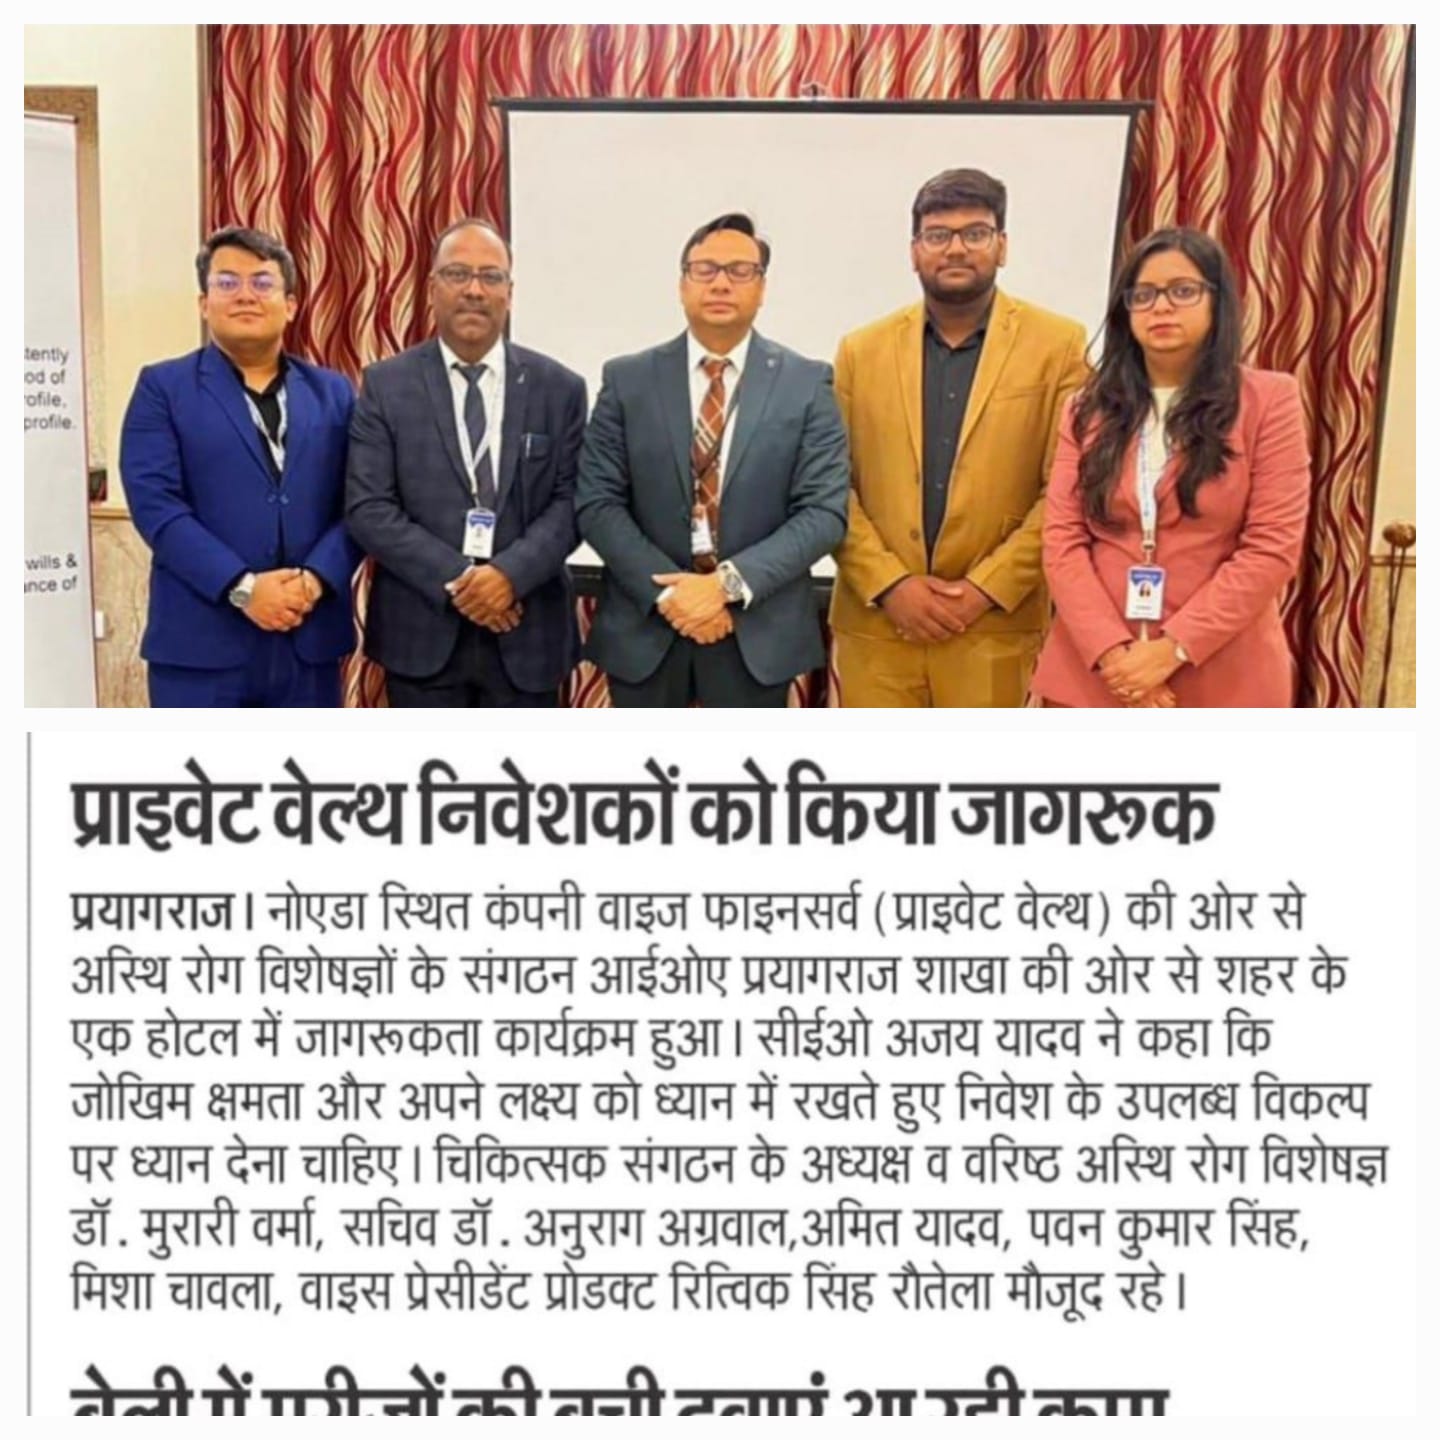 tently
od of
ofile,
profile.
wills &
nce of
प्राइवेट वेल्थ निवेशकों को किया जागरूक
प्रयागराज। नोएडा स्थित कंपनी वाइज फाइनसर्व (प्राइवेट वेल्थ) की ओर से
अस्थि रोग विशेषज्ञों के संगठन आईओए प्रयागराज शाखा की ओर से शहर के
एक होटल में जागरूकता कार्यक्रम हुआ। सीईओ अजय यादव ने कहा कि
जोखिम क्षमता और अपने लक्ष्य को ध्यान में रखते हुए निवेश के उपलब्ध विकल्प
पर ध्यान देना चाहिए। चिकित्सक संगठन के अध्यक्ष व वरिष्ठ अस्थि रोग विशेषज्ञ
डॉ. मुरारी वर्मा, सचिव डॉ. अनुराग अग्रवाल,अमित यादव, पवन कुमार सिंह,
मिशा चावला, वाइस प्रेसीडेंट प्रोडक्ट रित्विक सिंह रौतेला मौजूद रहे।